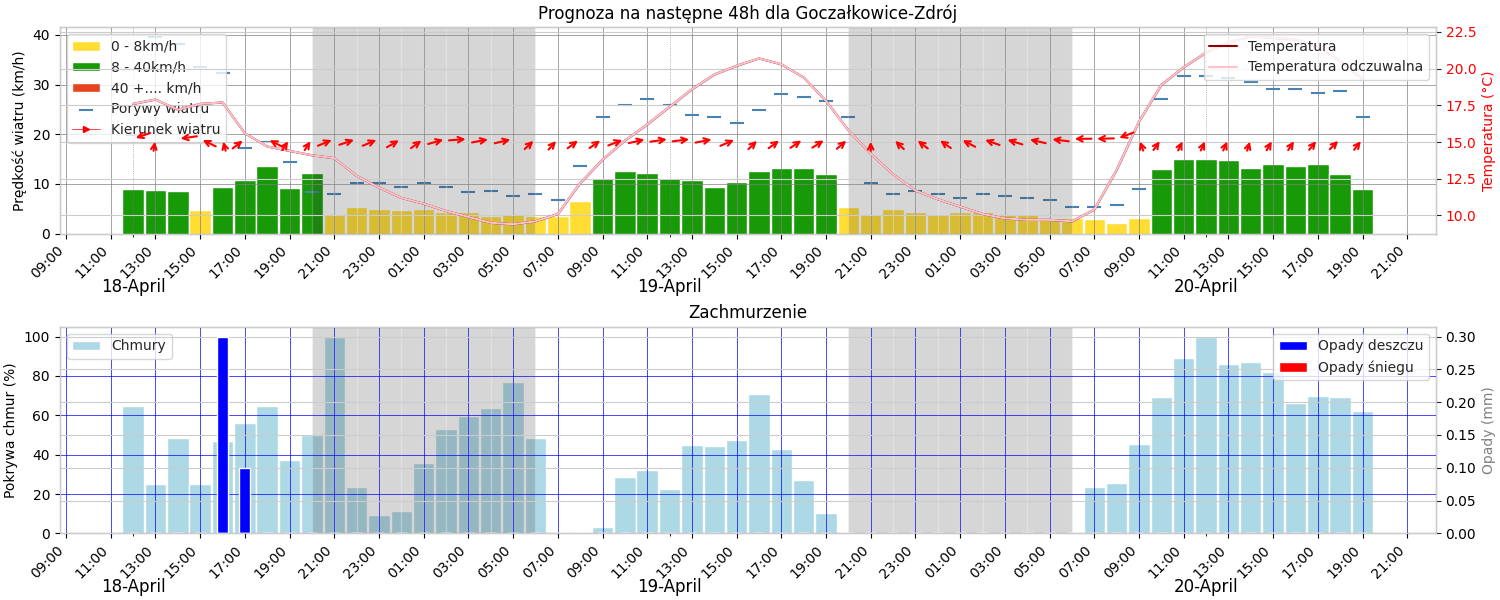 Prognoza na następne 48h dla Goczałkowice-Zdrój
Prędkość wiatru (km/h)
40
30
20
10
0
0 - 8km/h
8 - 40km/h
40 +.... km/h
Porywy wiatru
Kierunek wiatru
Temperatura
Temperatura odczuwalna
22.5
20.0
17.5
15.0
12.5
10.0
Temperatura (°C)
09:00 11:00 13:00 15:00 17:00 19:00 21:00 23:00 01:00 03:00 05:00 07:00 09:00 11:00 13:00 15:00 17:00 19:00 21:00 23:00 01:00 03:00 05:00 07:00 09:00 11:00 13:00 15:00 17:00 19:00 21:00
18-April 19-April 20-April
Zachmurzenie
Pokrywa chmur (%)
100
80
60
40
20
0
Chmury
Opady deszczu
Opady śniegu
0.30
0.25
0.20
0.15
0.10
0.05
0.00
Opady (mm)
09:00 11:00 13:00 15:00 17:00 19:00 21:00 23:00 01:00 03:00 05:00 07:00 09:00 11:00 13:00 15:00 17:00 19:00 21:00 23:00 01:00 03:00 05:00 07:00 09:00 11:00 13:00 15:00 17:00 19:00 21:00
18-April 19-April 20-April